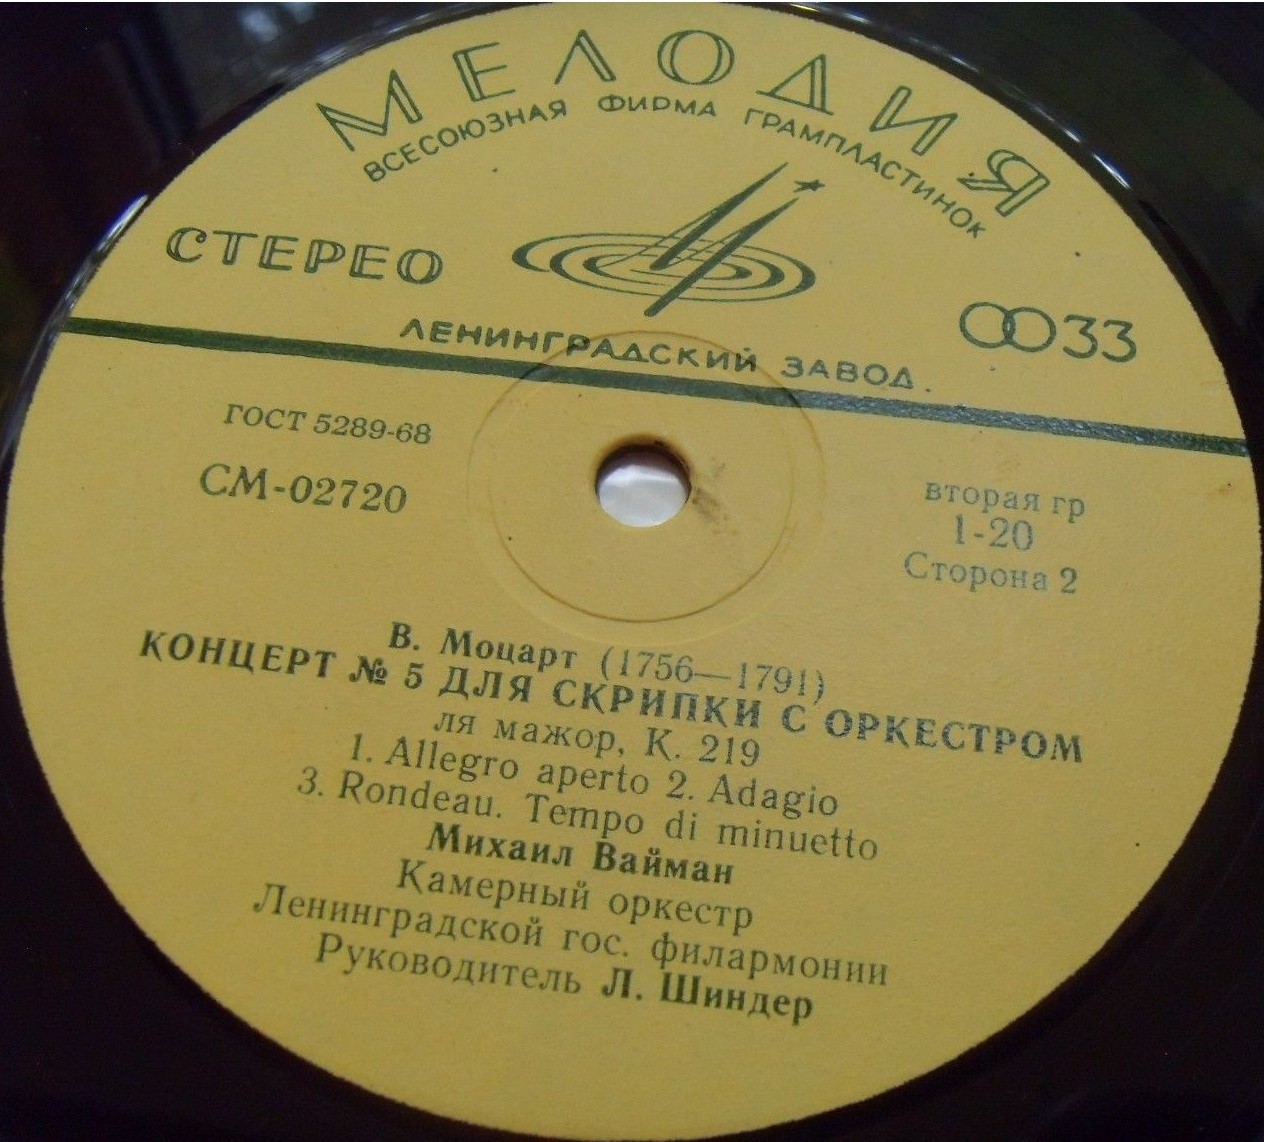 МЕЛОДИЯ
ВСЕСОЮЗНАЯ ФИРМА ГРАМПЛАСТИНОК
СТЕРЕО
33
ЛЕНИНГРАДСКИЙ ЗАВОД.
ГОСТ 5289-68
СМ-02720
вторая гр
1-20
Сторона 2
В. Моцарт (1756—1791)
КОНЦЕРТ № 5 ДЛЯ СКРИПКИ С ОРКЕСТРОМ
ля мажор, К. 219
1. Allegro aperto 2. Adagio
3. Rondeau. Tempo di minuetto
Михаил Вайман
Камерный оркестр
Ленинградской гос. филармонии
Руководитель Л. Шиндер